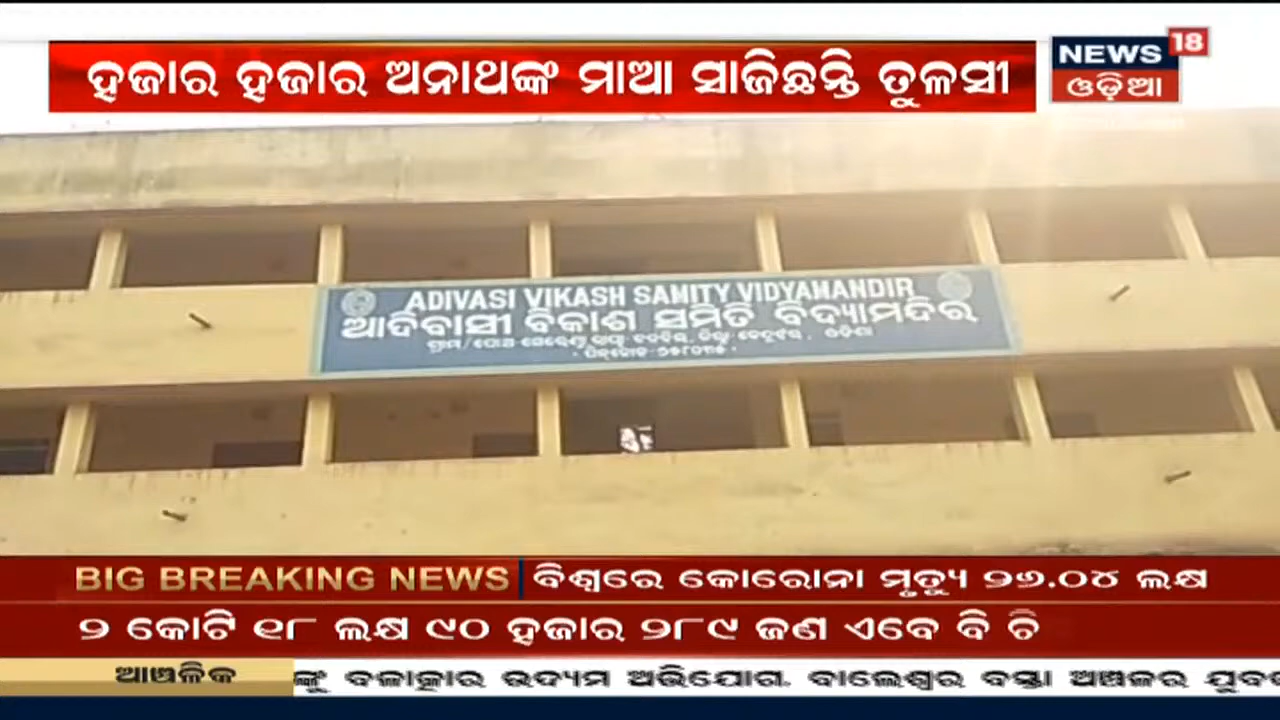 ହଜାର ହଜାର ଅନାଥଙ୍କ ମାଆ ସାଜିଛନ୍ତି ତୁଳସୀ
NEWS 18
ଓଡ଼ିଆ
ADIVASI VIKASH SAMITY VIDYAMANDIR
ଆଦିବାସୀ ବିକାଶ ସମିତି ବିଦ୍ୟାମନ୍ଦିର
BIG BREAKING NEWS ବିଶ୍ୱରେ କୋରୋନା ମୃତ୍ୟୁ ୨୬.୦୪ ଲକ୍ଷ
୨ କୋଟି ୧୮ ଲକ୍ଷ ୯୦ ହଜାର ୨୮୯ ଜଣ ଏବେ ବି ଚି
ଆଞ୍ଚଳିକ ଙ୍କୁ ବଳାତ୍କାର ଉଦ୍ୟମ ଅଭିଯୋଗ. ବାଲେଶ୍ୱର ବସ୍ତା ଅଞ୍ଚଳର ଯୁବ